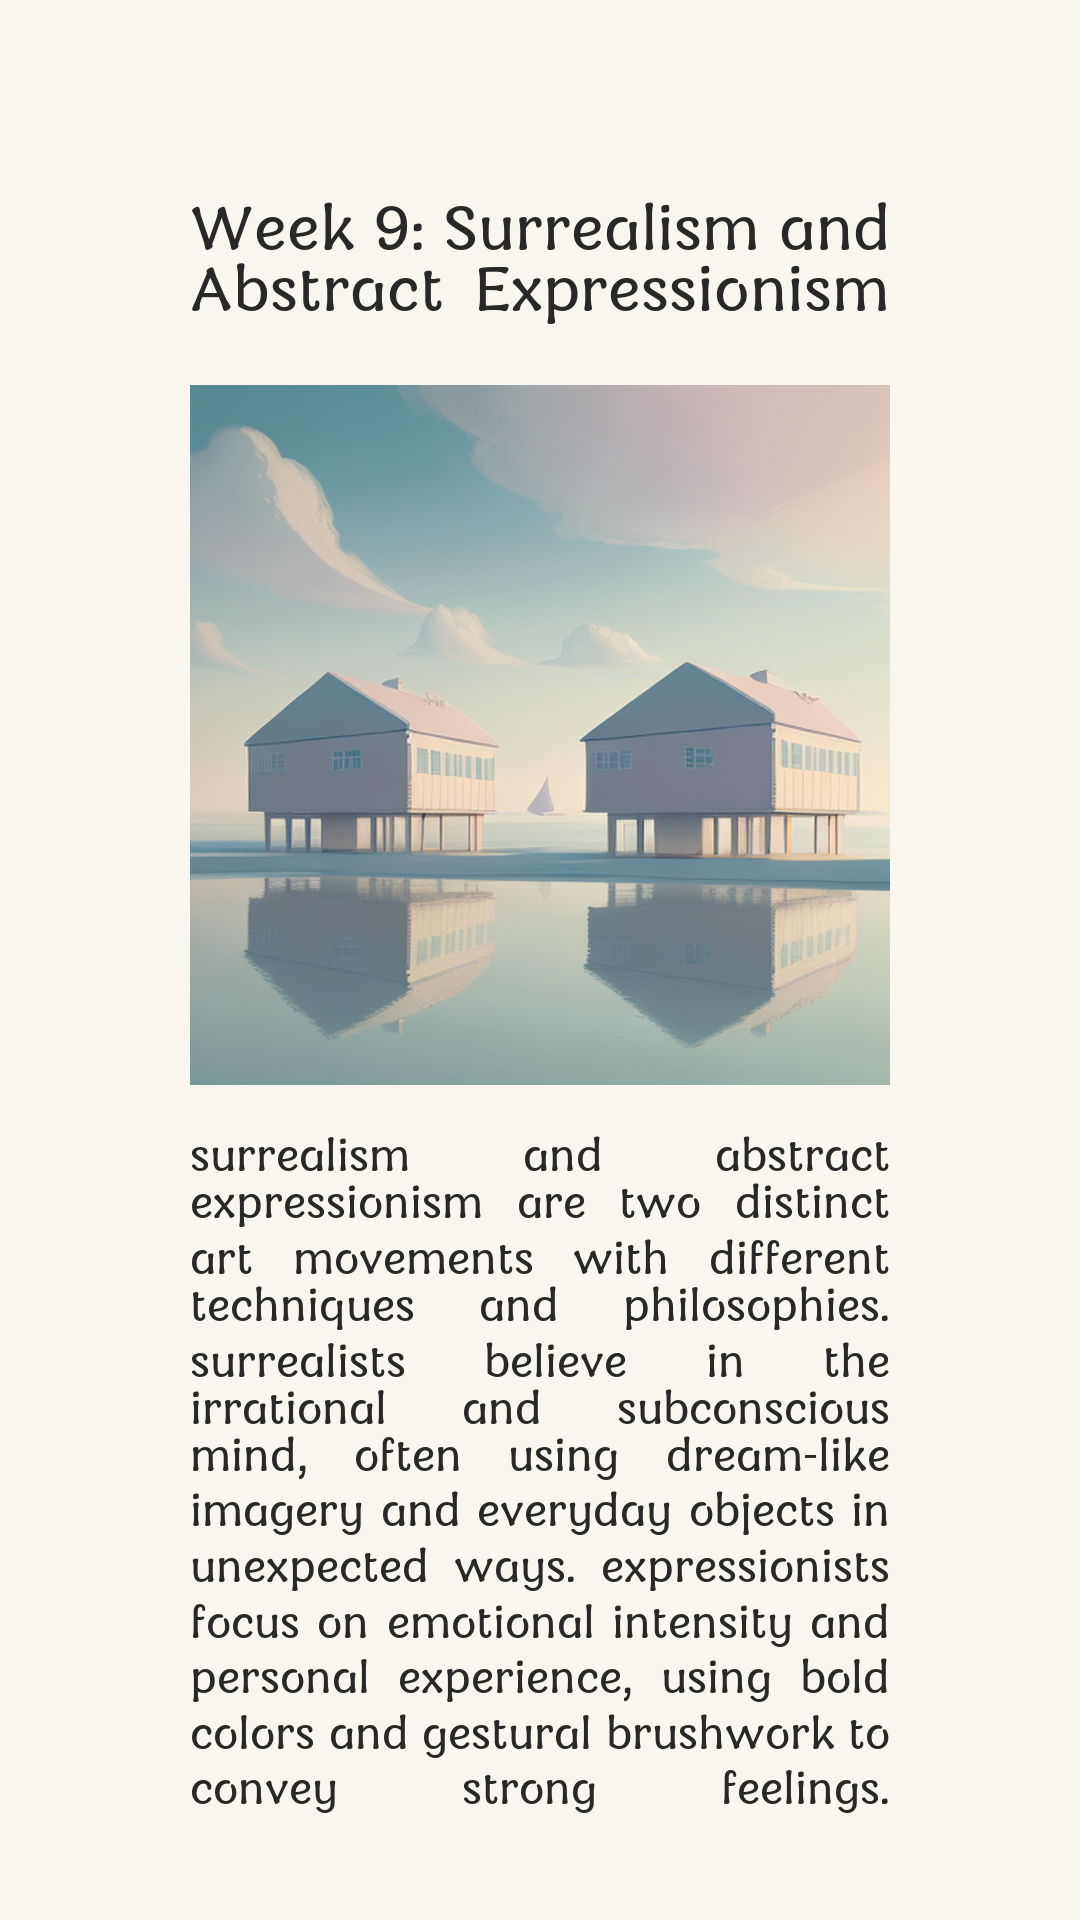 Week 9: Surrealism and
Abstract Expressionism
surrealism and abstract
expressionism are two distinct
art movements with different
techniques and philosophies.
surrealists believe in the
irrational and subconscious
mind, often using dream-like
imagery and everyday objects in
unexpected ways. expressionists
focus on emotional intensity and
personal experience, using bold
colors and gestural brushwork to
convey strong feelings.